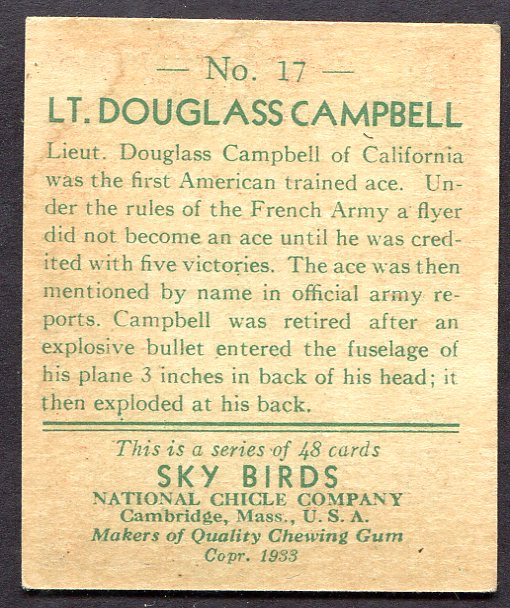 — No. 17 —
LT. DOUGLASS CAMPBELL
Lieut. Douglass Campbell of California
was the first American trained ace. Un-
der the rules of the French Army a flyer
did not become an ace until he was cred-
ited with five victories. The ace was then
mentioned by name in official army re-
ports. Campbell was retired after an
explosive bullet entered the fuselage of
his plane 3 inches in back of his head; it
then exploded at his back.
This is a series of 48 cards
SKY BIRDS
NATIONAL CHICLE COMPANY
Cambridge, Mass., U. S. A.
Makers of Quality Chewing Gum
Copr. 1933